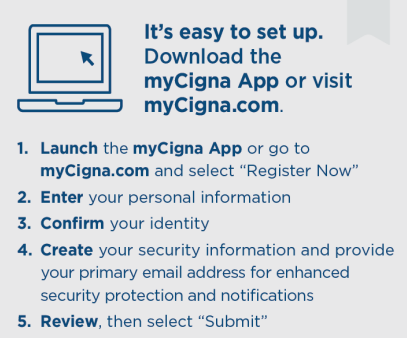 It’s easy to set up.
Download the
myCigna App or visit
myCigna.com.
1. Launch the myCigna App or go to
myCigna.com and select “Register Now”
2. Enter your personal information
3. Confirm your identity
4. Create your security information and provide
your primary email address for enhanced
security protection and notifications
5. Review, then select “Submit”